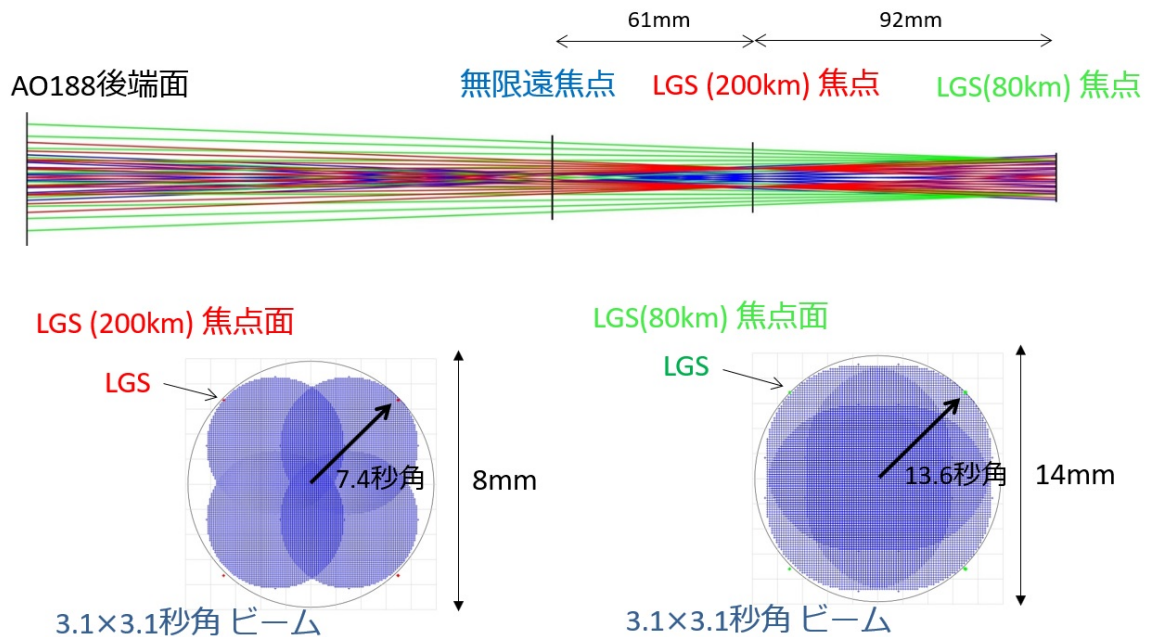 61mm
92mm
AO188後端面
無限遠焦点
LGS (200km) 焦点
LGS(80km) 焦点
LGS (200km) 焦点面
LGS
7.4秒角
8mm
3.1×3.1秒角 ビーム
LGS(80km) 焦点面
LGS
13.6秒角
14mm
3.1×3.1秒角 ビーム